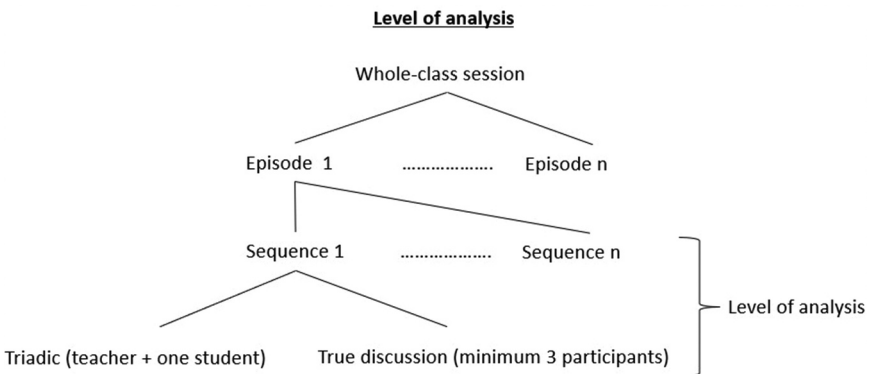 Level of analysis
Whole-class session
Episode 1 ................... Episode n
Sequence 1 ................... Sequence n
Level of analysis
Triadic (teacher + one student) True discussion (minimum 3 participants)